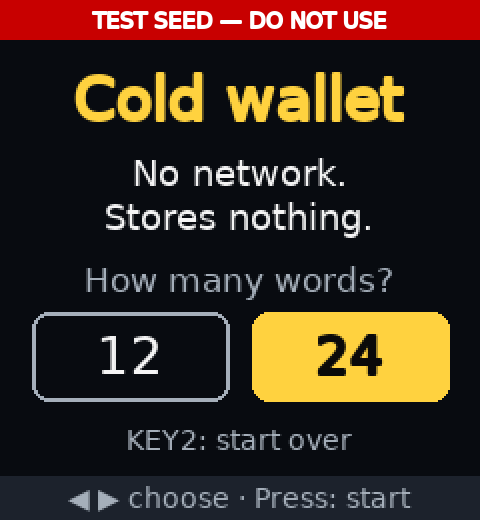 TEST SEED — DO NOT USE
Cold wallet
No network.
Stores nothing.
How many words?
12 24
KEY2: start over
◀ ▶ choose · Press: start